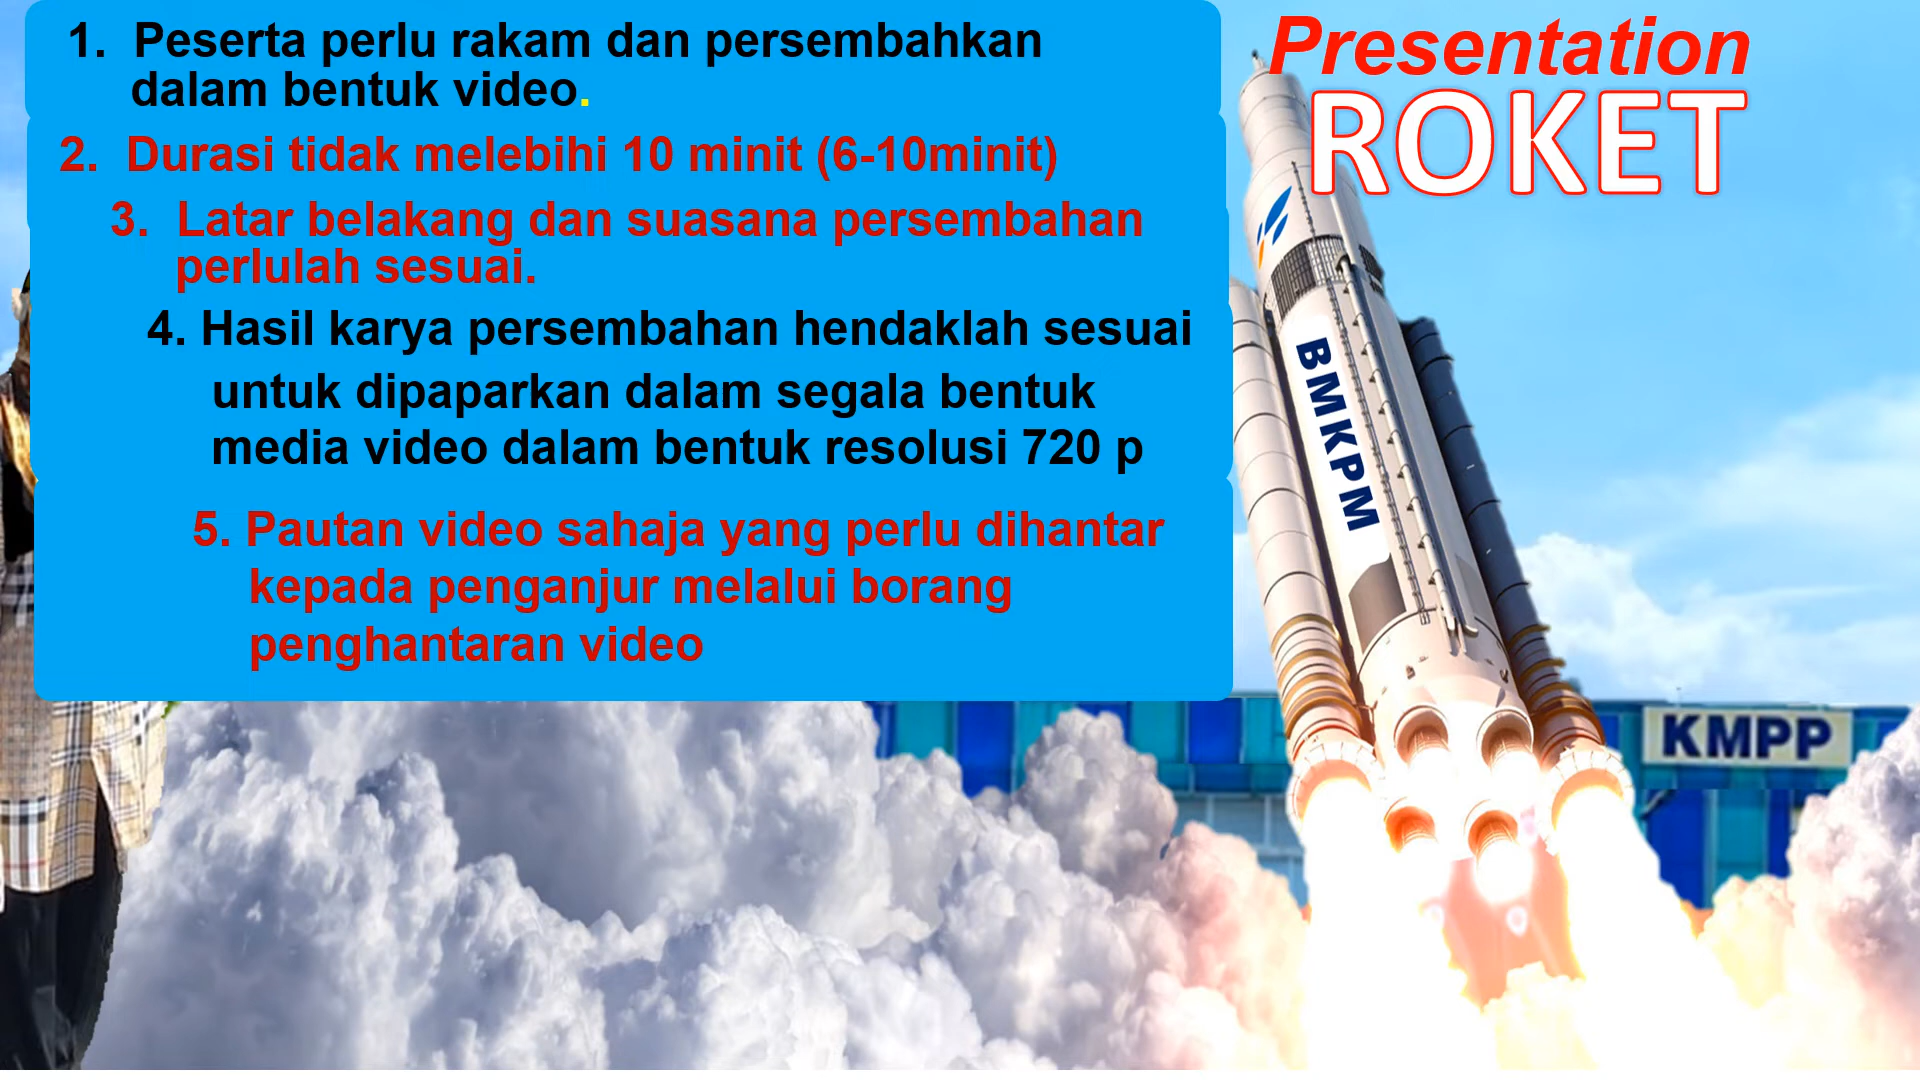 1. Peserta perlu rakam dan persembahkan
dalam bentuk video.
2. Durasi tidak melebihi 10 minit (6-10minit)
3. Latar belakang dan suasana persembahan
perlulah sesuai.
4. Hasil karya persembahan hendaklah sesuai
untuk dipaparkan dalam segala bentuk
media video dalam bentuk resolusi 720 p
5. Pautan video sahaja yang perlu dihantar
kepada penganjur melalui borang
penghantaran video
Presentation
ROKET
BMKPM
KMPP